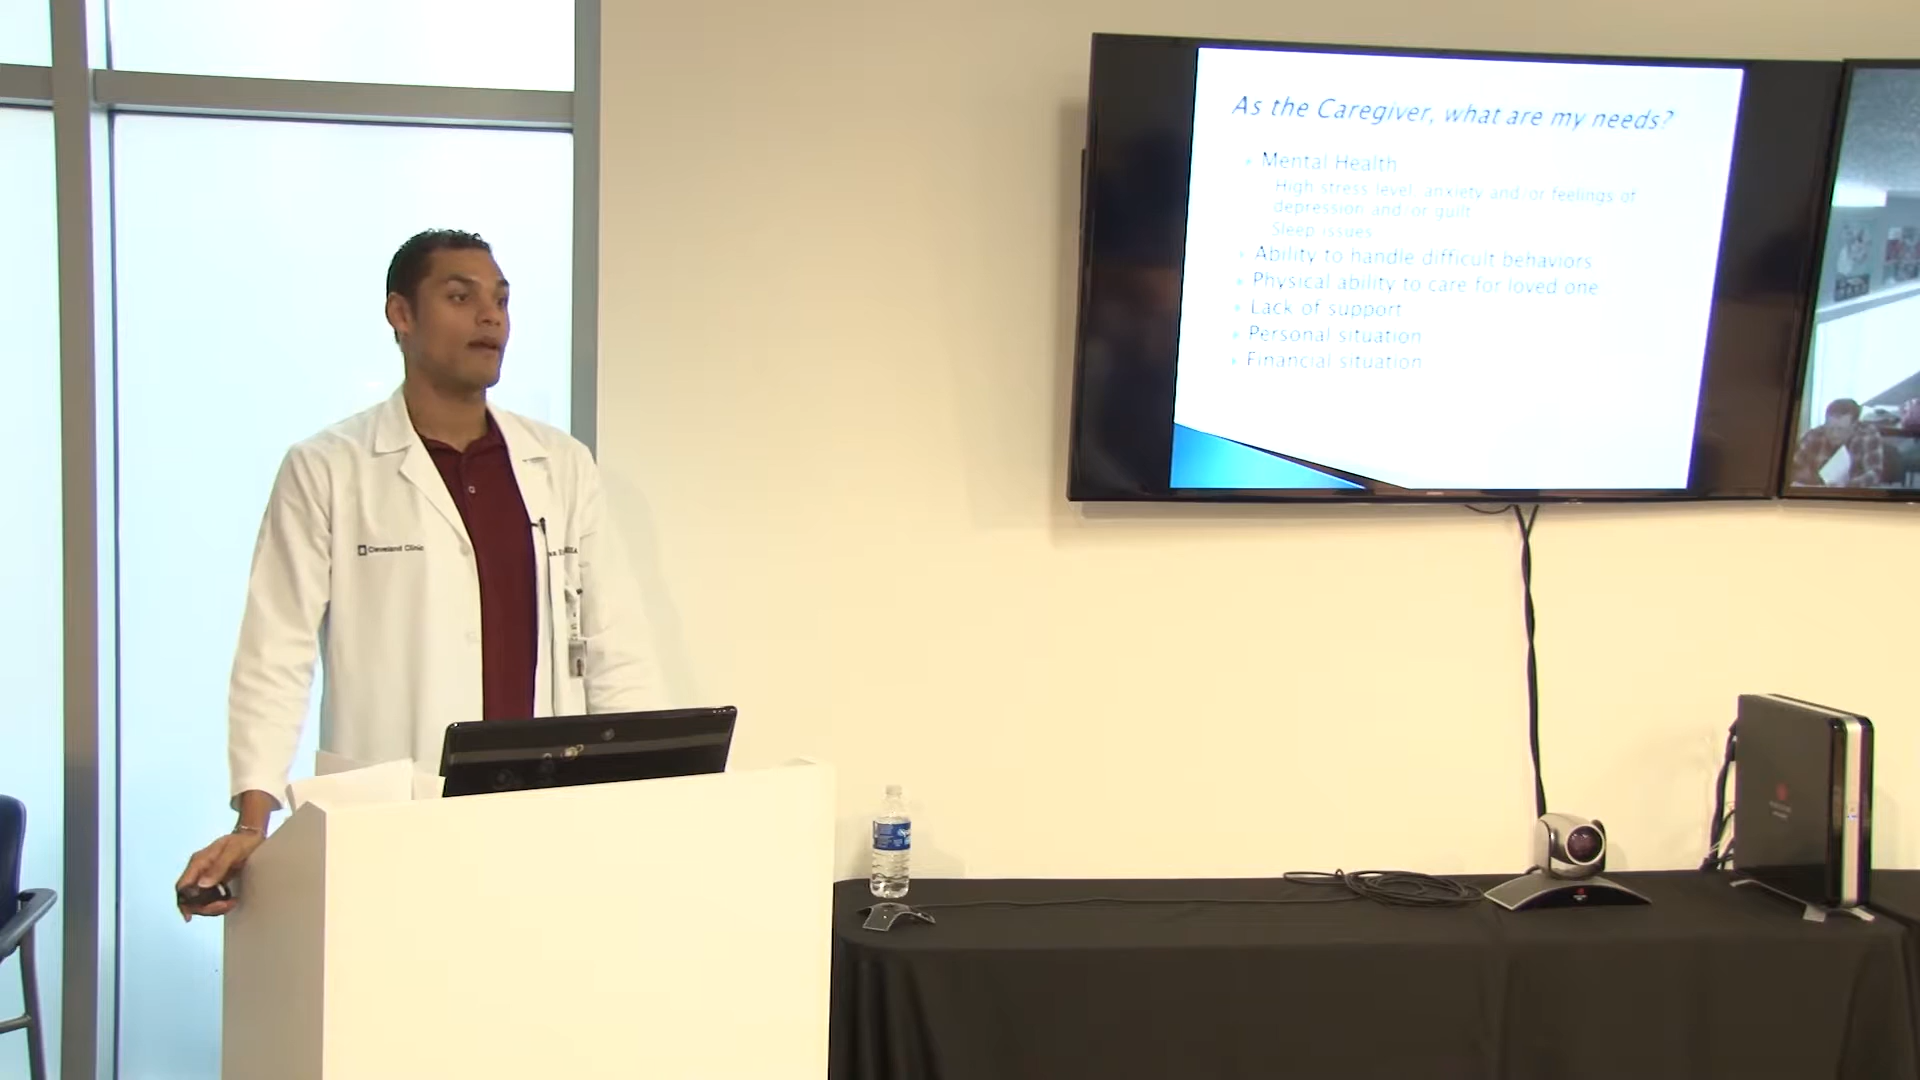 As the Caregiver, what are my needs?
Mental Health
High stress level, anxiety and/or feelings of
depression and/or guilt
Sleep issues
Ability to handle difficult behaviors
Physical ability to care for loved one
Lack of support
Personal situation
Financial situation
Cleveland Clinic